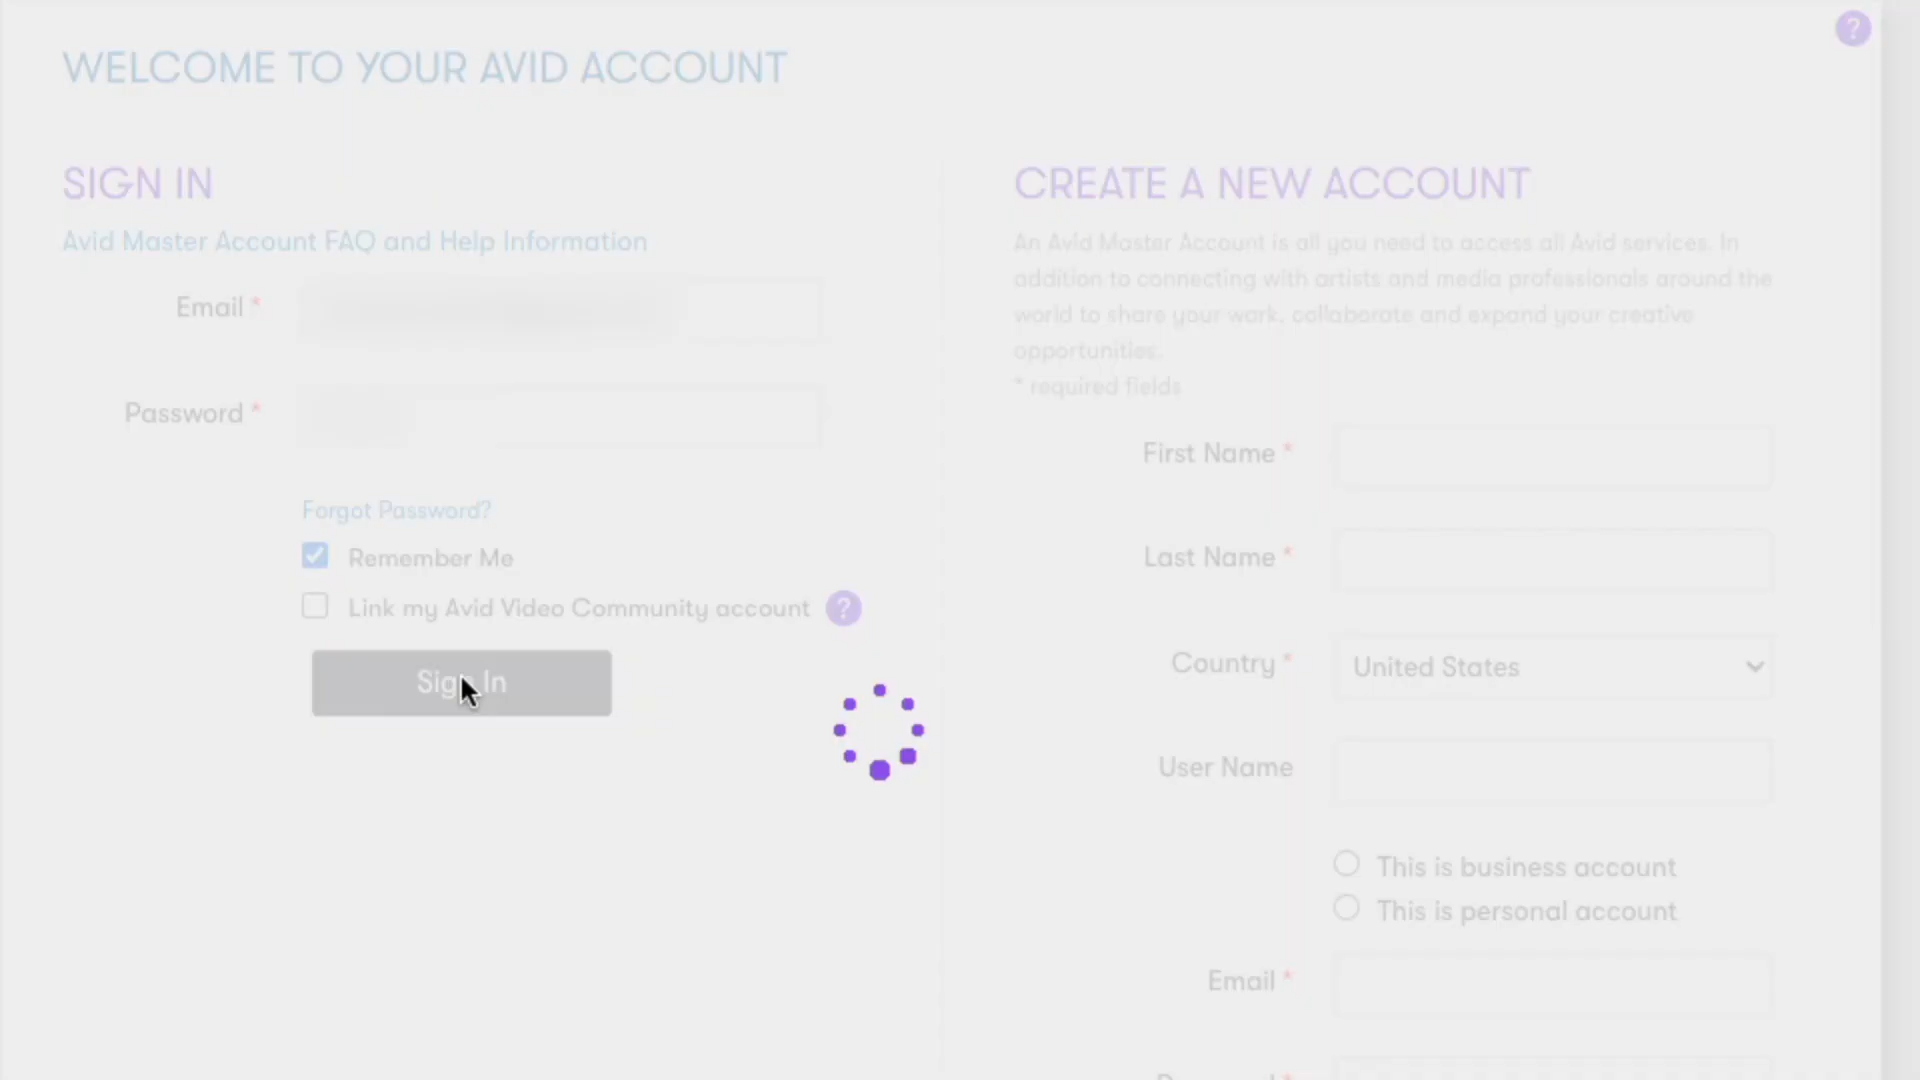 ?
WELCOME TO YOUR AVID ACCOUNT
SIGN IN
Avid Master Account FAQ and Help Information
Email *
Password *
Forgot Password?
Remember Me
Link my Avid Video Community account ?
Sign In
CREATE A NEW ACCOUNT
An Avid Master Account is all you need to access all Avid services. In
addition to connecting with artists and media professionals around the
world to share your work, collaborate and expand your creative
opportunities.
* required fields
First Name *
Last Name *
Country * United States
User Name
This is business account
This is personal account
Email *